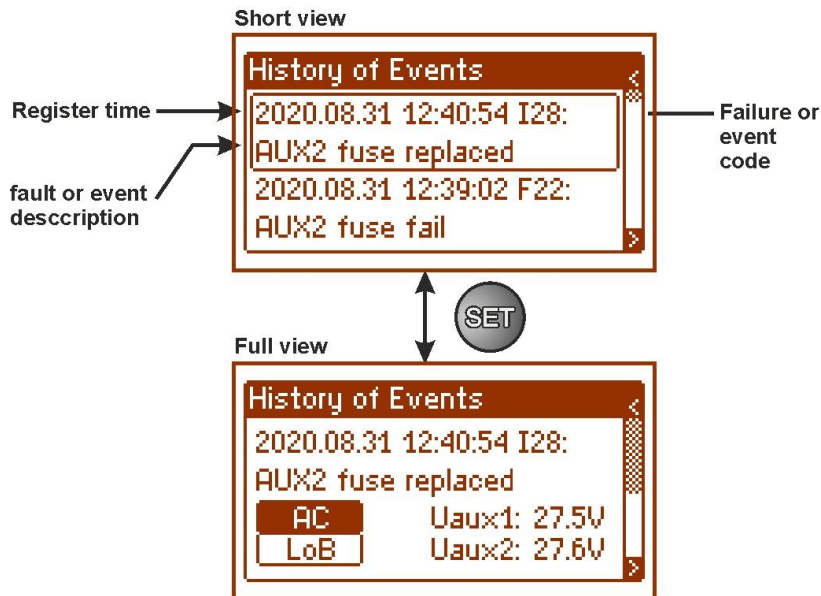 Short view
History of Events
Register time
2020.08.31 12:40:54 I28:
AUX2 fuse replaced
Failure or
event
code
fault or event
desccription
2020.08.31 12:39:02 F22:
AUX2 fuse fail
SET
Full view
History of Events
2020.08.31 12:40:54 I28:
AUX2 fuse replaced
AC Uaux1: 27.5V
LoB Uaux2: 27.6V